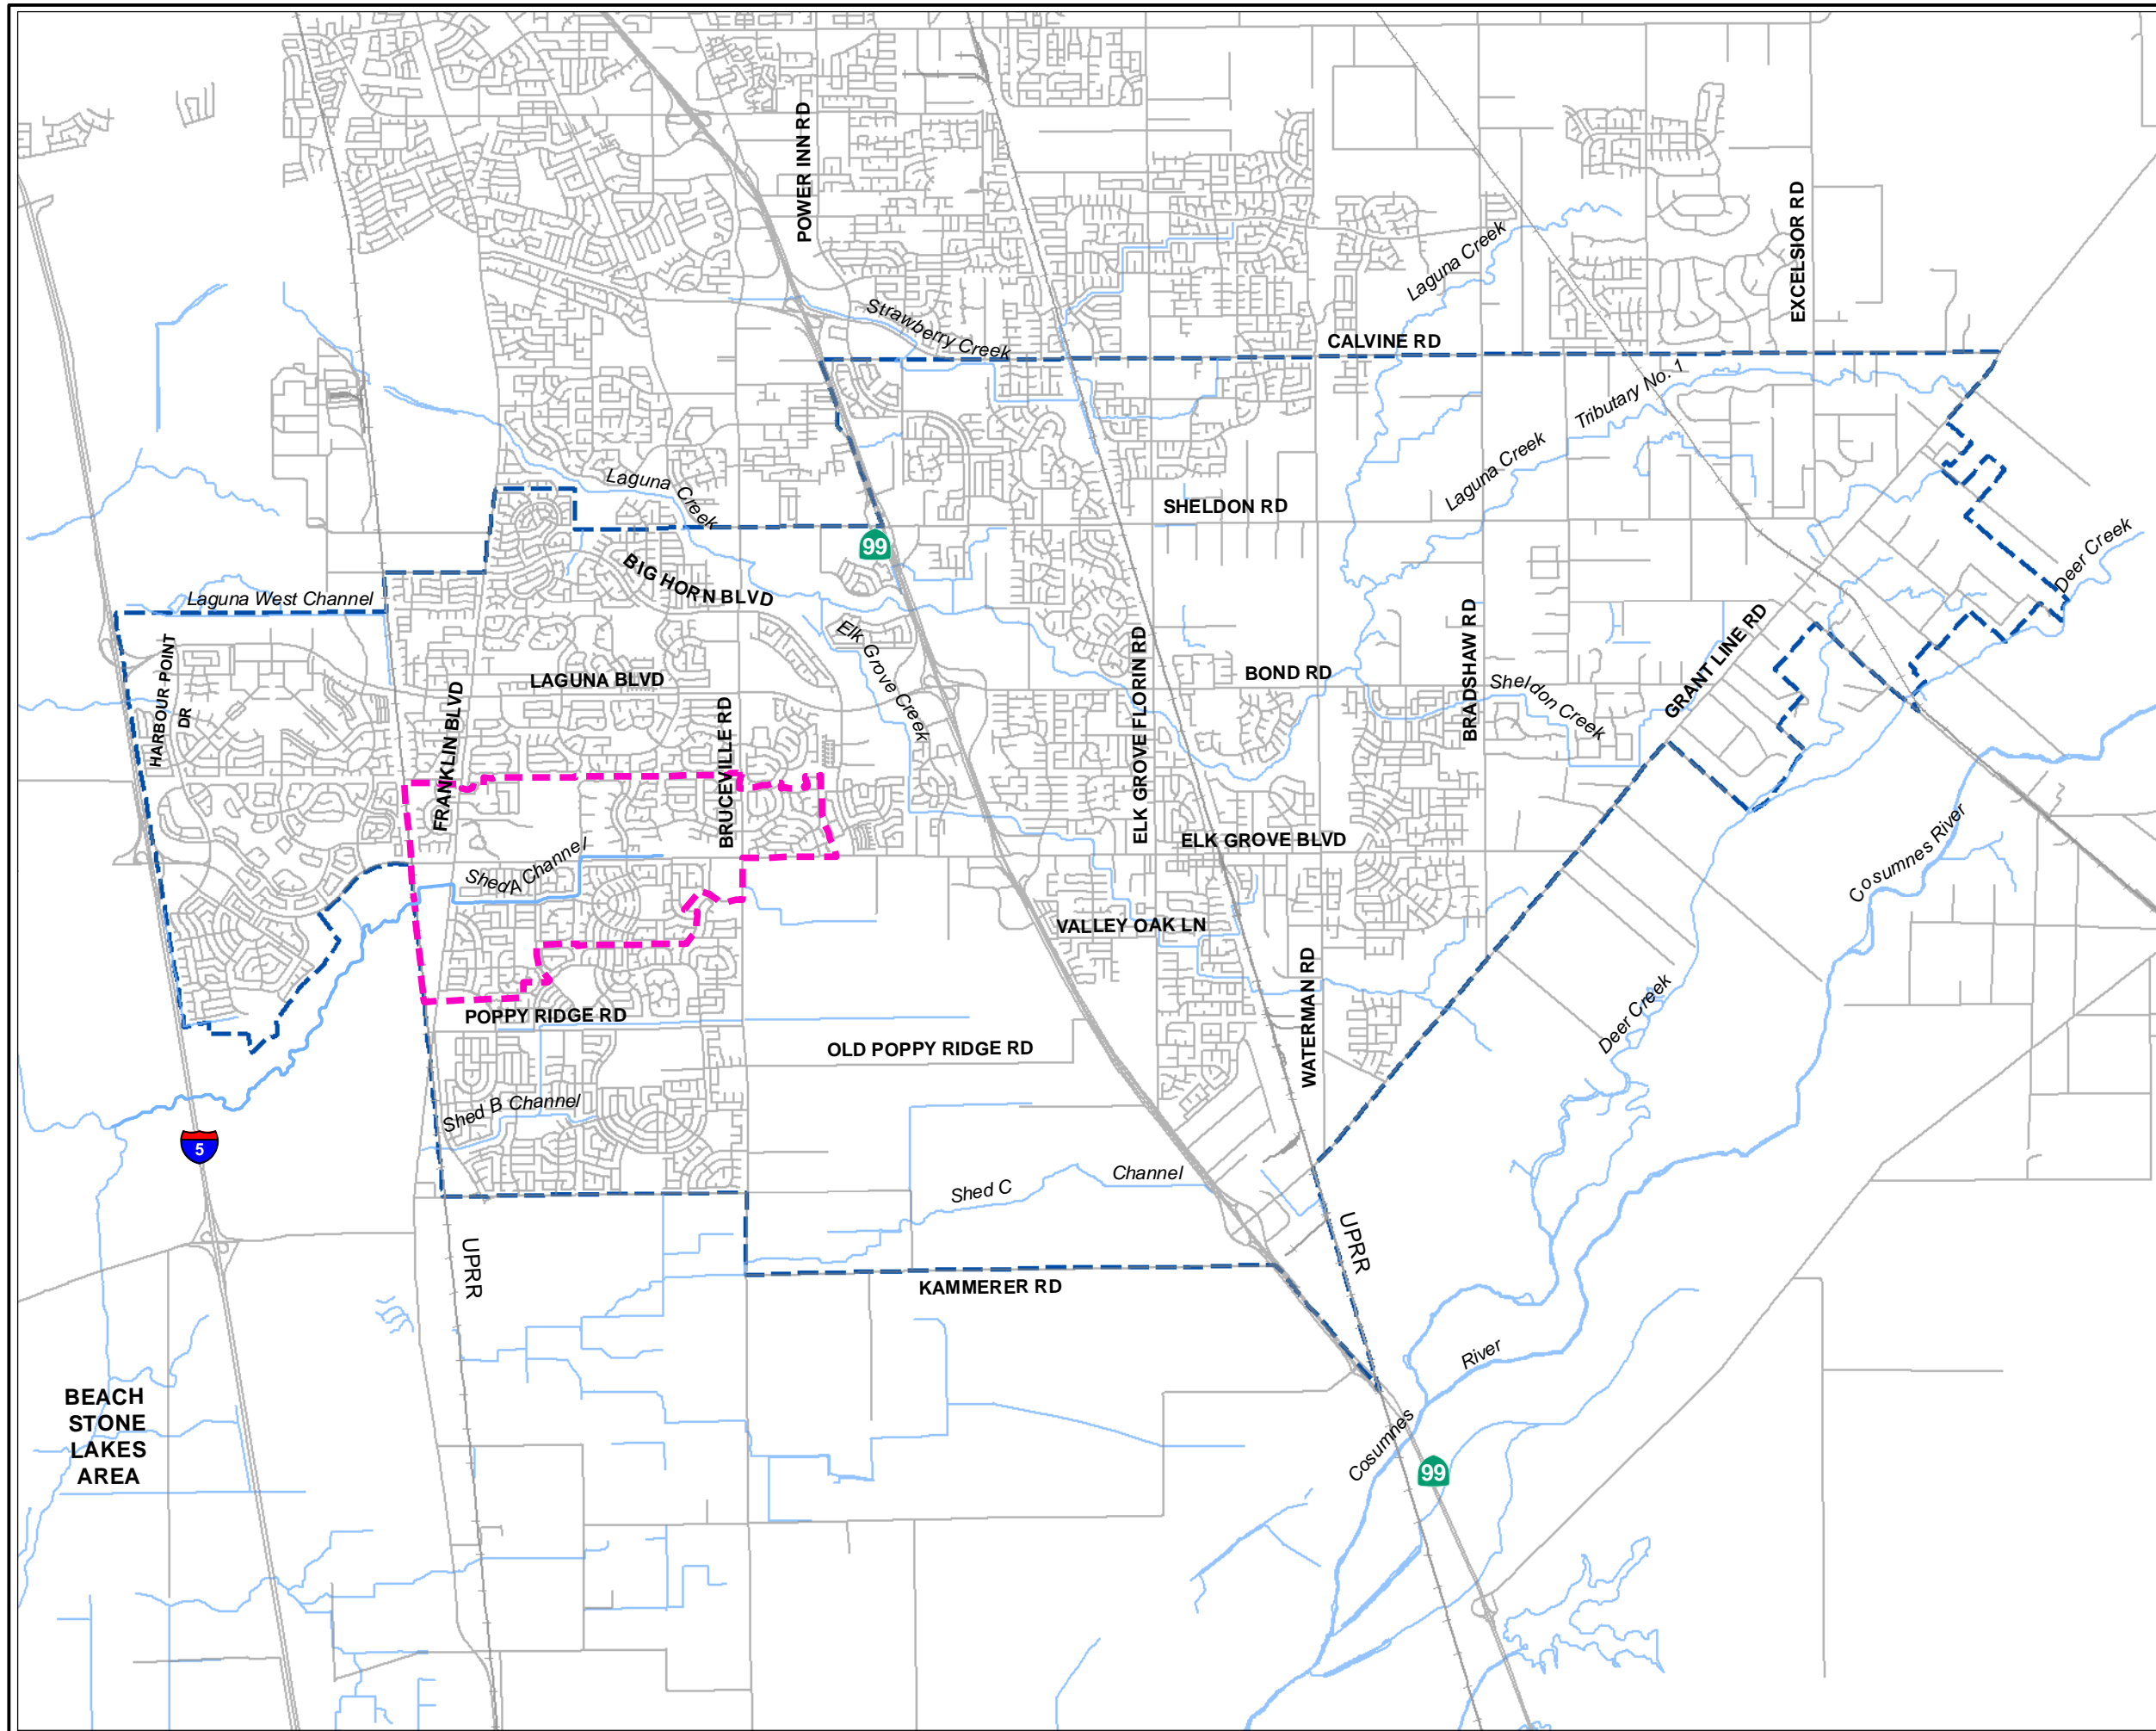 POWER INN RD
EXCELSIOR RD
Laguna Creek
Strawberry Creek
CALVINE RD
Tributary No. 1
Laguna Creek
Laguna Creek
SHELDON RD
99
Deer Creek
BIG HORN BLVD
Laguna West Channel
HARBOUR POINT
DR
Elk Grove Creek
ELK GROVE FLORIN RD
BRADSHAW RD
GRANT LINE RD
LAGUNA BLVD
BOND RD
Sheldon Creek
FRANKLIN BLVD
BRUCEVILLE RD
Cosumnes River
ELK GROVE BLVD
Shed A Channel
VALLEY OAK LN
WATERMAN RD
Deer Creek
POPPY RIDGE RD
OLD POPPY RIDGE RD
Shed B Channel
5
Shed C
Channel
UPRR
UPRR
KAMMERER RD
River
BEACH
STONE
LAKES
AREA
Cosumnes
99